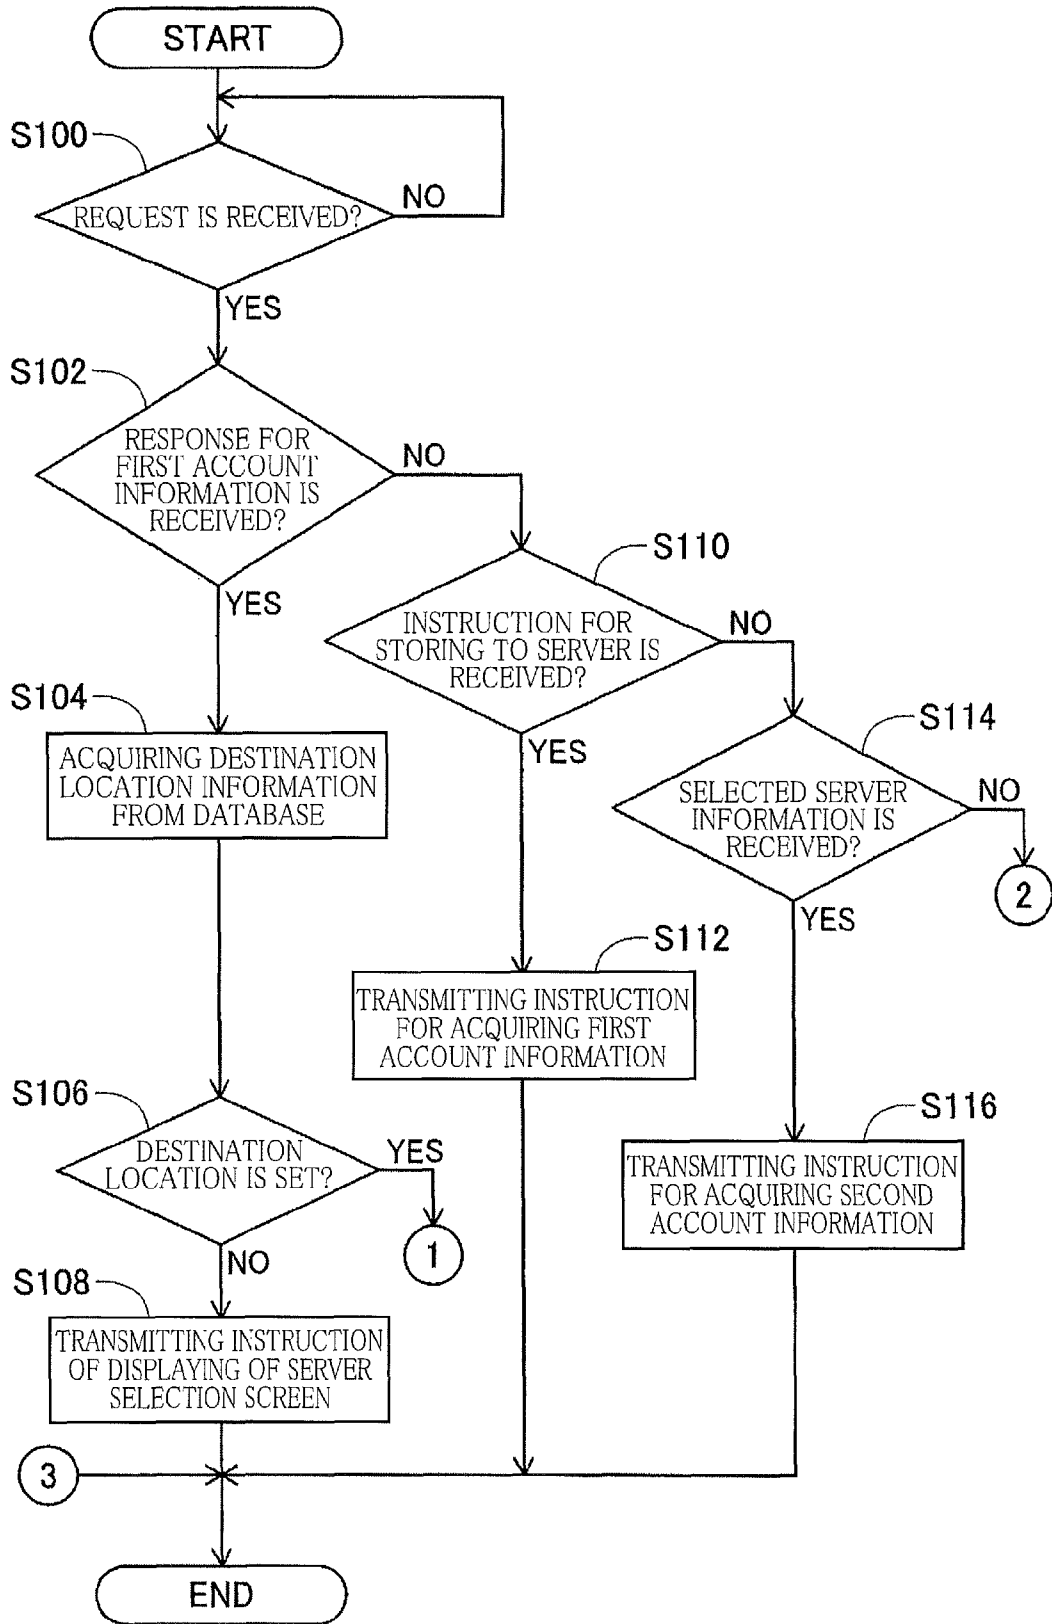 START
S100
REQUEST IS RECEIVED?
NO
YES
S102
RESPONSE FOR
FIRST ACCOUNT
INFORMATION IS
RECEIVED?
NO
YES
S110
INSTRUCTION FOR
STORING TO SERVER IS
RECEIVED?
NO
YES
S104
ACQUIRING DESTINATION
LOCATION INFORMATION
FROM DATABASE
S114
SELECTED SERVER
INFORMATION IS
RECEIVED?
NO
2
YES
S112
TRANSMITTING INSTRUCTION
FOR ACQUIRING FIRST
ACCOUNT INFORMATION
S106
DESTINATION
LOCATION IS SET?
YES
1
NO
S116
TRANSMITTING INSTRUCTION
FOR ACQUIRING SECOND
ACCOUNT INFORMATION
S108
TRANSMITTING INSTRUCTION
OF DISPLAYING OF SERVER
SELECTION SCREEN
3
END